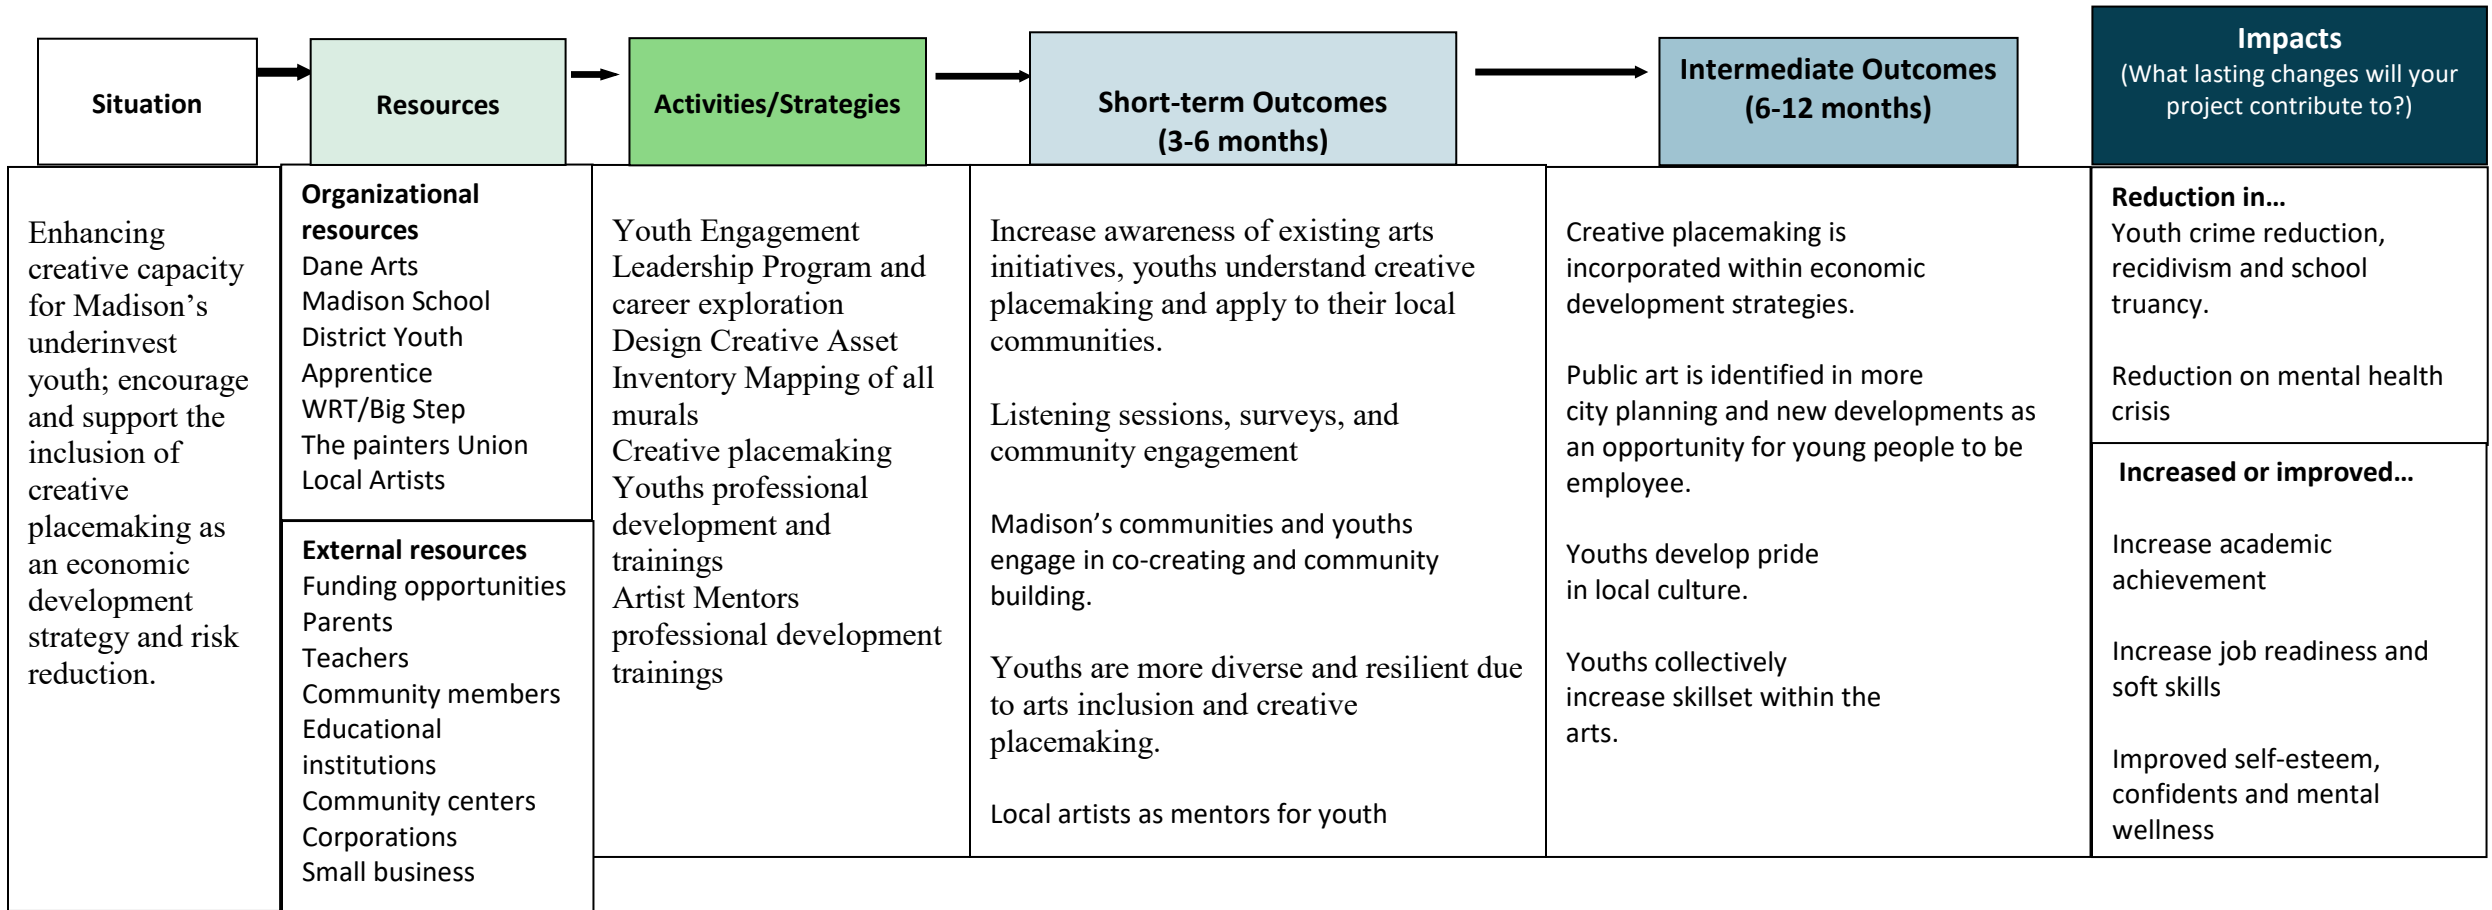 Situation
Resources
Activities/Strategies
Short-term Outcomes
(3-6 months)
Intermediate Outcomes
(6-12 months)
Impacts
(What lasting changes will your
project contribute to?)
Enhancing
creative capacity
for Madison’s
underinvest
youth; encourage
and support the
inclusion of
creative
placemaking as
an economic
development
strategy and risk
reduction.
Organizational
resources
Dane Arts
Madison School
District Youth
Apprentice
WRT/Big Step
The painters Union
Local Artists
External resources
Funding opportunities
Parents
Teachers
Community members
Educational
institutions
Community centers
Corporations
Small business
Youth Engagement
Leadership Program and
career exploration
Design Creative Asset
Inventory Mapping of all
murals
Creative placemaking
Youths professional
development and
trainings
Artist Mentors
professional development
trainings
Increase awareness of existing arts
initiatives, youths understand creative
placemaking and apply to their local
communities.
Listening sessions, surveys, and
community engagement
Madison’s communities and youths
engage in co-creating and community
building.
Youths are more diverse and resilient due
to arts inclusion and creative
placemaking.
Local artists as mentors for youth
Creative placemaking is
incorporated within economic
development strategies.
Public art is identified in more
city planning and new developments as
an opportunity for young people to be
employee.
Youths develop pride
in local culture.
Youths collectively
increase skillset within the
arts.
Reduction in…
Youth crime reduction,
recidivism and school
truancy.
Reduction on mental health
crisis
Increased or improved…
Increase academic
achievement
Increase job readiness and
soft skills
Improved self-esteem,
confidents and mental
wellness